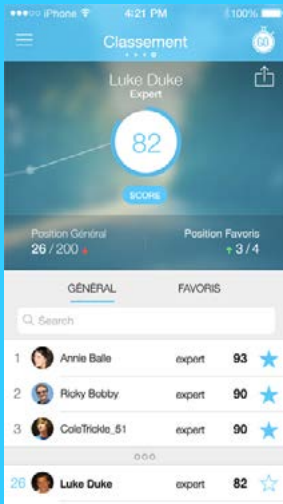 iPhone 4:21 PM 100%
Classement GO
Luke Duke
Expert
82
SCORE
Position Général Position Favoris
26 / 200 3 / 4
GÉNÉRAL FAVORIS
Search
1 Annie Balle expert 93
2 Ricky Bobby expert 90
3 ColeTrickle_51 expert 90
26 Luke Duke expert 82